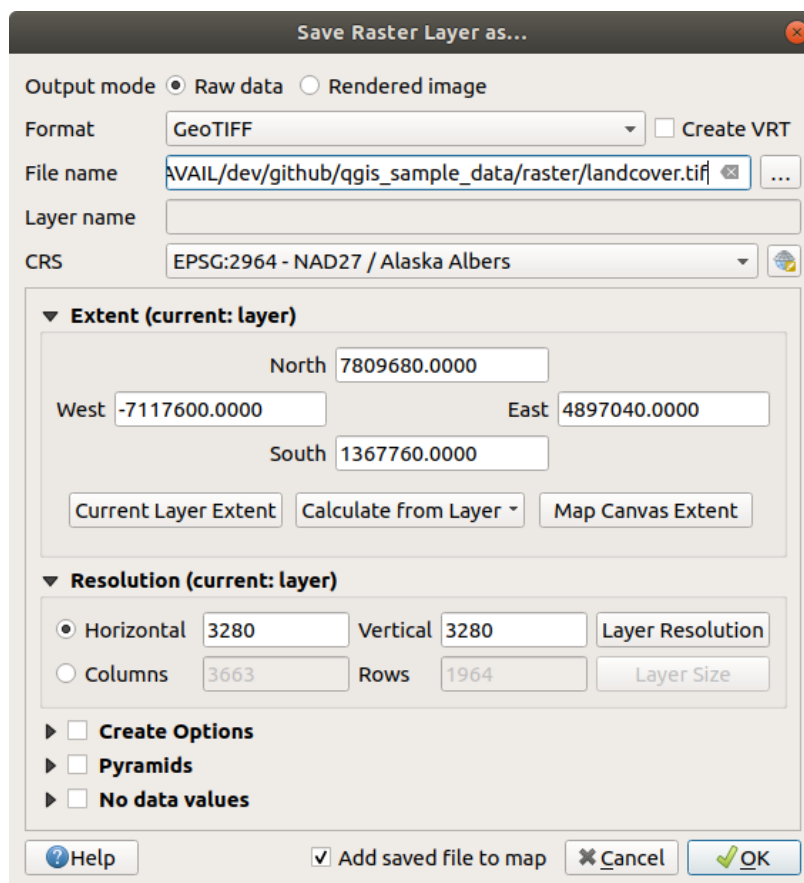 Save Raster Layer as...
Output mode Raw data Rendered image
Format GeoTIFF Create VRT
File name AVAIL/dev/github/qgis_sample_data/raster/landcover.tif ...
Layer name
CRS EPSG:2964 - NAD27 / Alaska Albers
Extent (current: layer)
North 7809680.0000
West -7117600.0000 East 4897040.0000
South 1367760.0000
Current Layer Extent Calculate from Layer Map Canvas Extent
Resolution (current: layer)
Horizontal 3280 Vertical 3280 Layer Resolution
Columns 3663 Rows 1964 Layer Size
Create Options
Pyramids
No data values
Help Add saved file to map Cancel OK